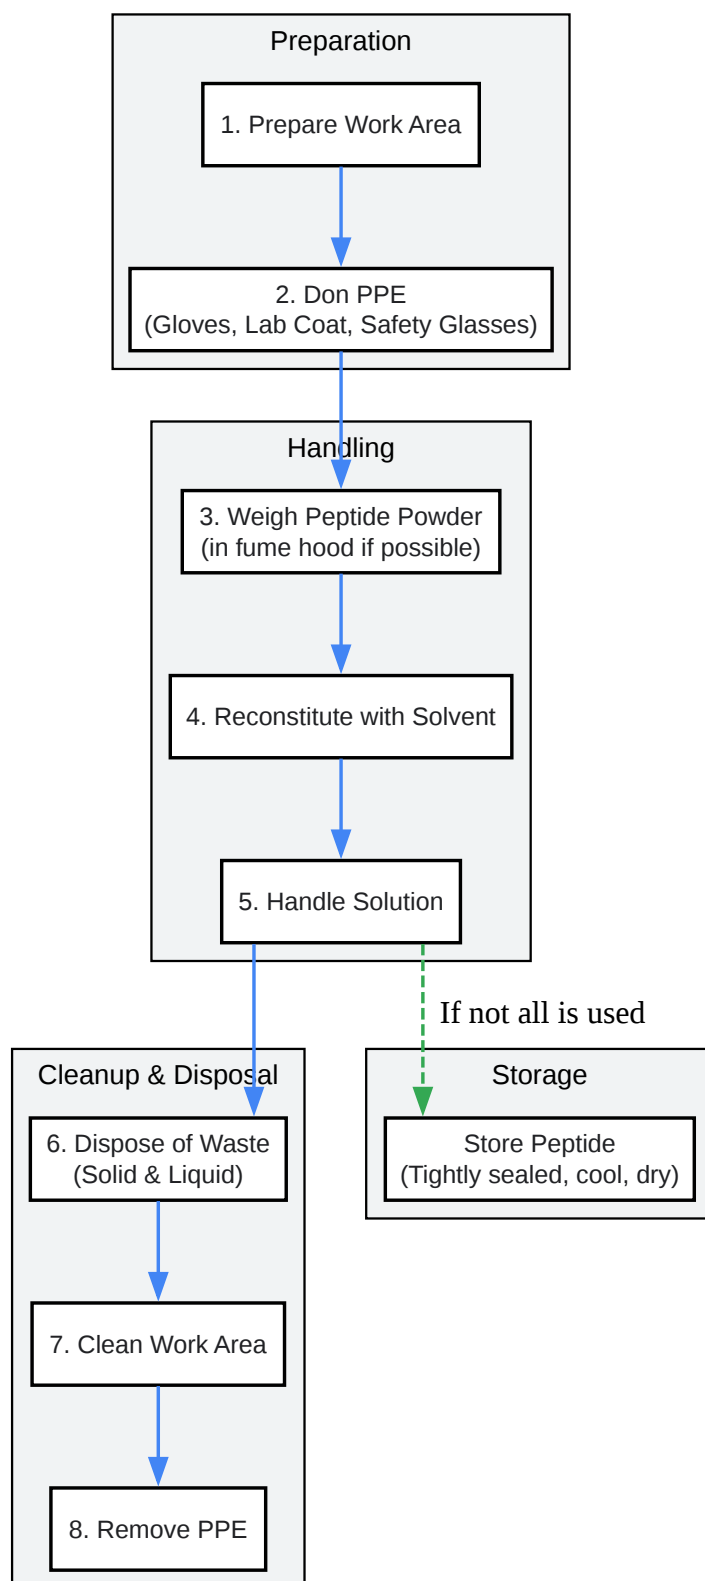 Preparation
1. Prepare Work Area
2. Don PPE
(Gloves, Lab Coat, Safety Glasses)
Handling
3. Weigh Peptide Powder
(in fume hood if possible)
4. Reconstitute with Solvent
5. Handle Solution
If not all is used
Cleanup & Disposal
6. Dispose of Waste
(Solid & Liquid)
7. Clean Work Area
8. Remove PPE
Storage
Store Peptide
(Tightly sealed, cool, dry)